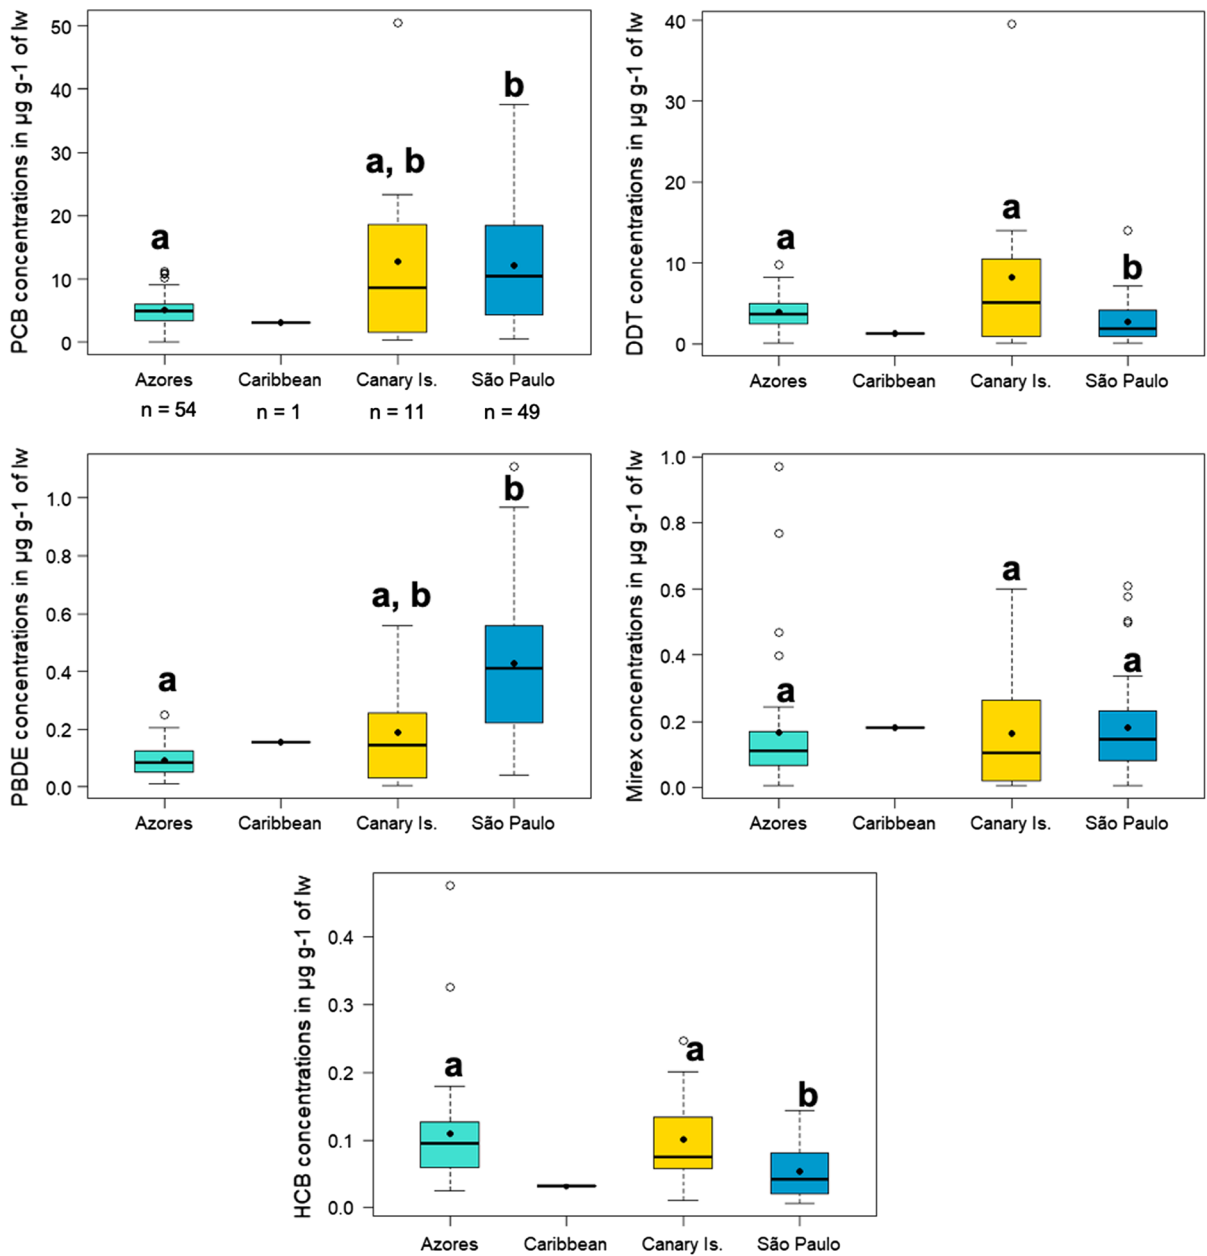 PCB concentrations in µg g-1 of lw
50
40
30
20
10
0
a
a, b
b
Azores
Caribbean
Canary Is.
São Paulo
n = 54
n = 1
n = 11
n = 49
DDT concentrations in µg g-1 of lw
40
30
20
10
0
a
a
b
Azores
Caribbean
Canary Is.
São Paulo
PBDE concentrations in µg g-1 of lw
1.0
0.8
0.6
0.4
0.2
0.0
a
a, b
b
Azores
Caribbean
Canary Is.
São Paulo
Mirex concentrations in µg g-1 of lw
1.0
0.8
0.6
0.4
0.2
0.0
a
a
a
Azores
Caribbean
Canary Is.
São Paulo
HCB concentrations in µg g-1 of lw
0.4
0.3
0.2
0.1
0.0
a
a
b
Azores
Caribbean
Canary Is.
São Paulo